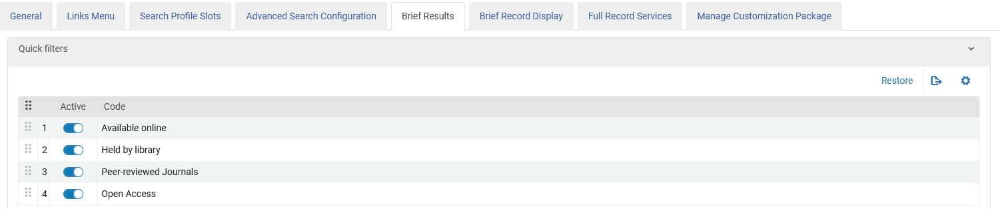 General Links Menu Search Profile Slots Advanced Search Configuration Brief Results Brief Record Display Full Record Services Manage Customization Package
Quick filters
Restore
Active Code
1 Available online
2 Held by library
3 Peer-reviewed Journals
4 Open Access